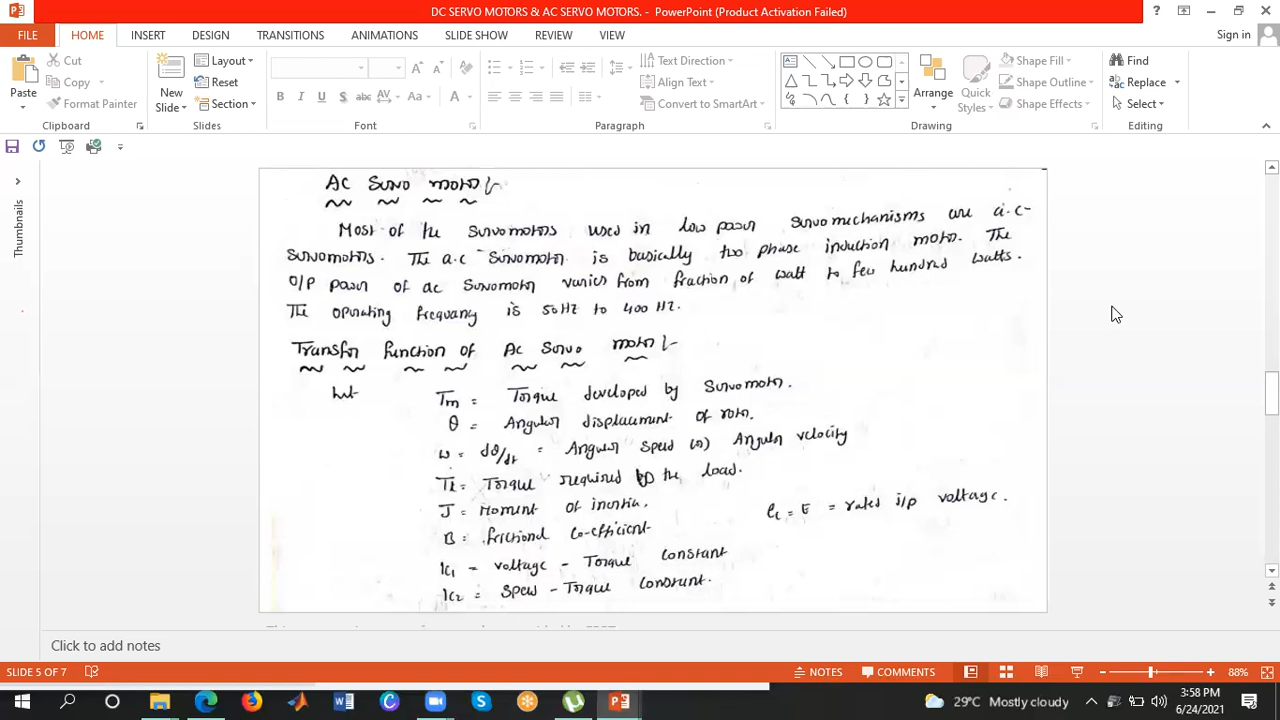 DC SERVO MOTORS & AC SERVO MOTORS. - PowerPoint (Product Activation Failed)
FILE HOME INSERT DESIGN TRANSITIONS ANIMATIONS SLIDE SHOW REVIEW VIEW Sign in
Paste Cut Copy Format Painter
New Slide Layout Reset Section
Text Direction Align Text Convert to SmartArt
Arrange Quick Styles Shape Fill Shape Outline Shape Effects
Find Replace Select
Clipboard Slides Font Paragraph Drawing Editing
Thumbnails
AC Servo motor :-
Most of the Servomotors used in low power Servomechanisms are a.c-
Servomotors. The a.c Servomotor is basically two phase induction motor. The
O/P power of ac Servomotor varies from fraction of watt to few hundred watts.
The operating frequency is 50Hz to 400 HZ.
Transfer function of AC Servo motor :-
let Tm = Torque developed by Servomotor.
θ = Angular displacement of rotor.
ω = dθ/dt = Angular Speed (or) Angular velocity
TL = Torque required by the load.
J = Moment of inertia.
B = frictional co-efficient
K1 = voltage - Torque constant
K2 = Speed - Torque constant.
ec = E = rated i/p voltage.
Click to add notes
SLIDE 5 OF 7 NOTES COMMENTS 88%
29°C Mostly cloudy 3:58 PM
6/24/2021